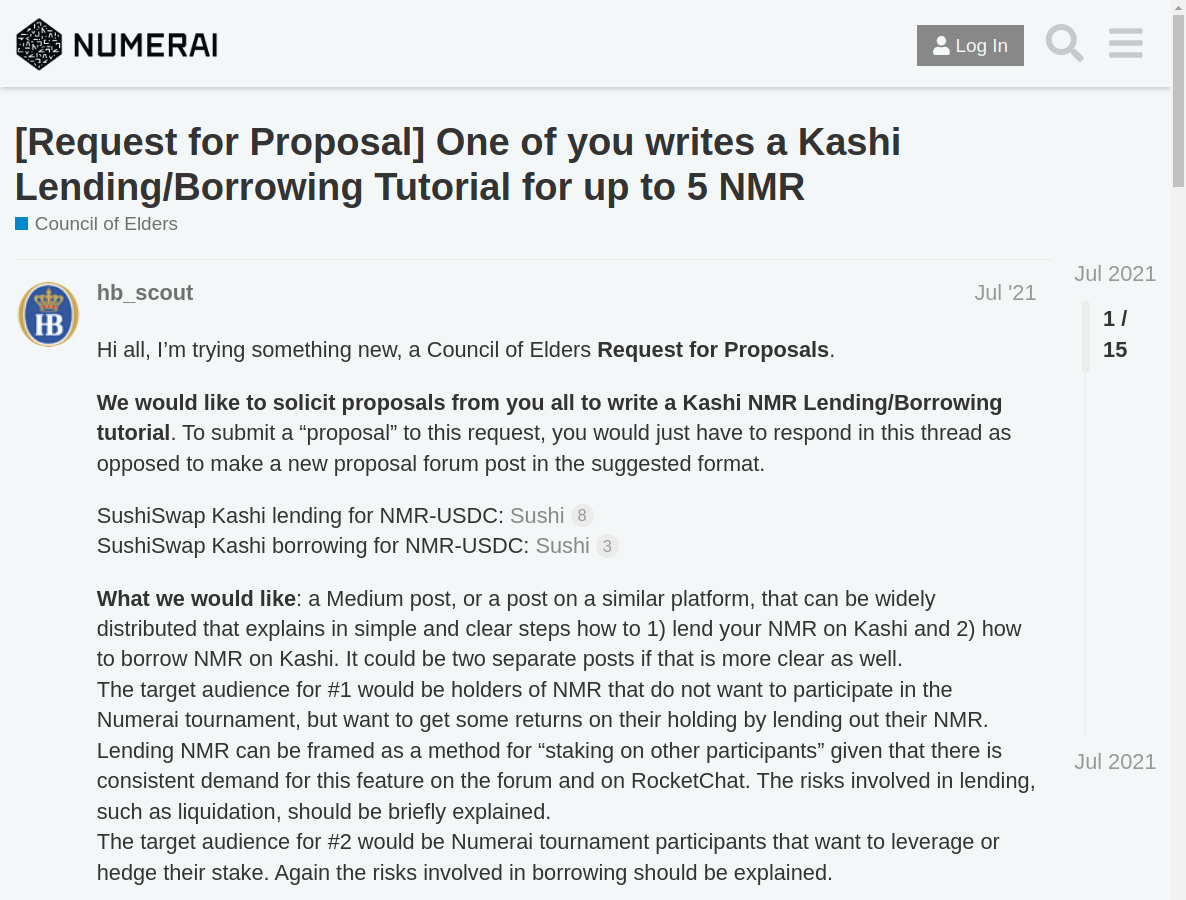 NUMERAI
Log In
[Request for Proposal] One of you writes a Kashi
Lending/Borrowing Tutorial for up to 5 NMR
Council of Elders
Jul 2021
hb_scout
Jul '21
1 /
15
HB
Hi all, I’m trying something new, a Council of Elders Request for Proposals.
We would like to solicit proposals from you all to write a Kashi NMR Lending/Borrowing
tutorial. To submit a “proposal” to this request, you would just have to respond in this thread as
opposed to make a new proposal forum post in the suggested format.
SushiSwap Kashi lending for NMR-USDC: Sushi 8
SushiSwap Kashi borrowing for NMR-USDC: Sushi 3
What we would like: a Medium post, or a post on a similar platform, that can be widely
distributed that explains in simple and clear steps how to 1) lend your NMR on Kashi and 2) how
to borrow NMR on Kashi. It could be two separate posts if that is more clear as well.
The target audience for #1 would be holders of NMR that do not want to participate in the
Numerai tournament, but want to get some returns on their holding by lending out their NMR.
Lending NMR can be framed as a method for “staking on other participants” given that there is
consistent demand for this feature on the forum and on RocketChat. The risks involved in lending,
such as liquidation, should be briefly explained.
The target audience for #2 would be Numerai tournament participants that want to leverage or
hedge their stake. Again the risks involved in borrowing should be explained.
Jul 2021